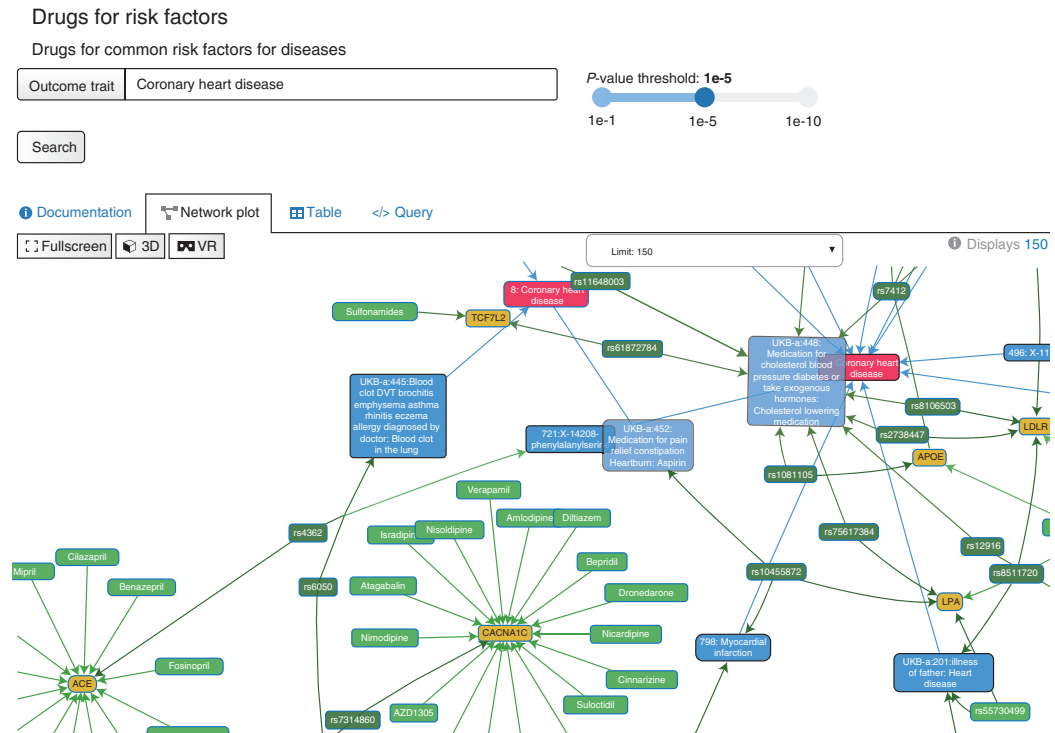 Drugs for risk factors
Drugs for common risk factors for diseases
Outcome trait
Coronary heart disease
P-value threshold: 1e-5
1e-1
1e-5
1e-10
Search
Documentation
Network plot
Table
</> Query
Fullscreen
3D
VR
Limit: 150
Displays 150
8: Coronary heart
disease
rs11648003
rs7412
Sulfonamides
TCF7L2
rs61872784
UKB-a:448:
Medication for
cholesterol blood
pressure diabetes or
take exogenous
hormones:
Cholesterol lowering
medication
heart
disease
496: X-11
UKB-a:445:Blood
clot DVT brochitis
emphysema asthma
rhinitis eczema
allergy diagnosed by
doctor: Blood clot
in the lung
rs8106503
LDLR
rs2738447
721:X-14208-
phenylalanylserin
UKB-a:452:
Medication for pain
relief constipation
Heartburn: Aspirin
APOE
rs1081105
Verapamil
Amlodipine
Diltiazem
Isradipin
Nisoldipine
rs4362
rs75617384
rs12916
Cilazapril
Mipril
Benazepril
Bepridil
rs10455872
rs8511720
rs6050
Atagabalin
Dronedarone
LPA
Nimodipine
CACNA1C
Nicardipine
798: Myocardial
infarction
Fosinopril
ACE
Cinnarizine
UKB-a:201:illness
of father: Heart
disease
Suloctidil
AZD1305
rs7314860
rs55730499